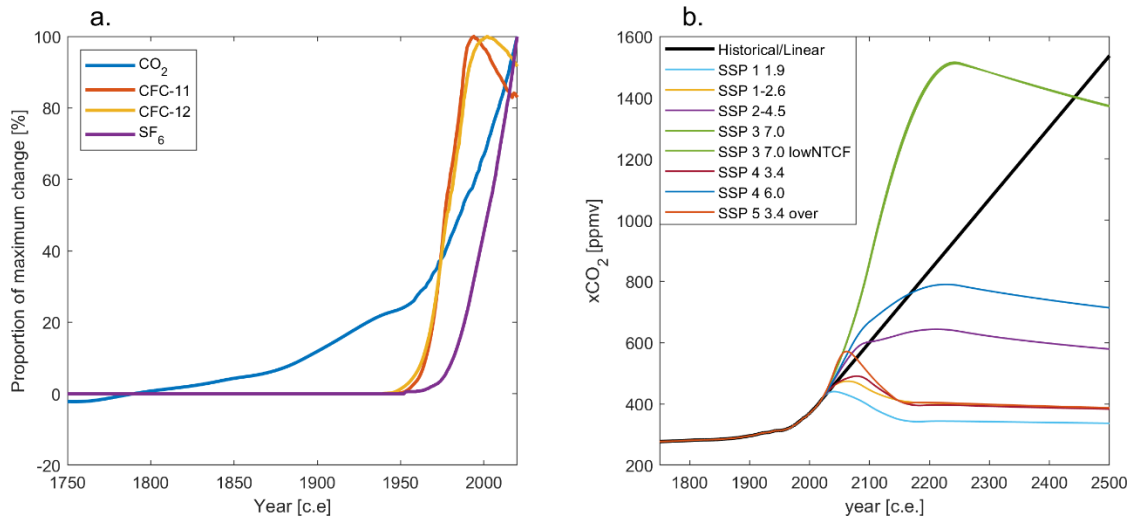 a.
Proportion of maximum change [%]
100
80
60
40
20
0
-20
CO2
CFC-11
CFC-12
SF6
1750
1800
1850
1900
1950
2000
Year [c.e]
b.
xCO2 [ppmv]
1600
1400
1200
1000
800
600
400
200
Historical/Linear
SSP 1 1.9
SSP 1-2.6
SSP 2-4.5
SSP 3 7.0
SSP 3 7.0 lowNTCF
SSP 4 3.4
SSP 4 6.0
SSP 5 3.4 over
1800
1900
2000
2100
2200
2300
2400
2500
year [c.e.]